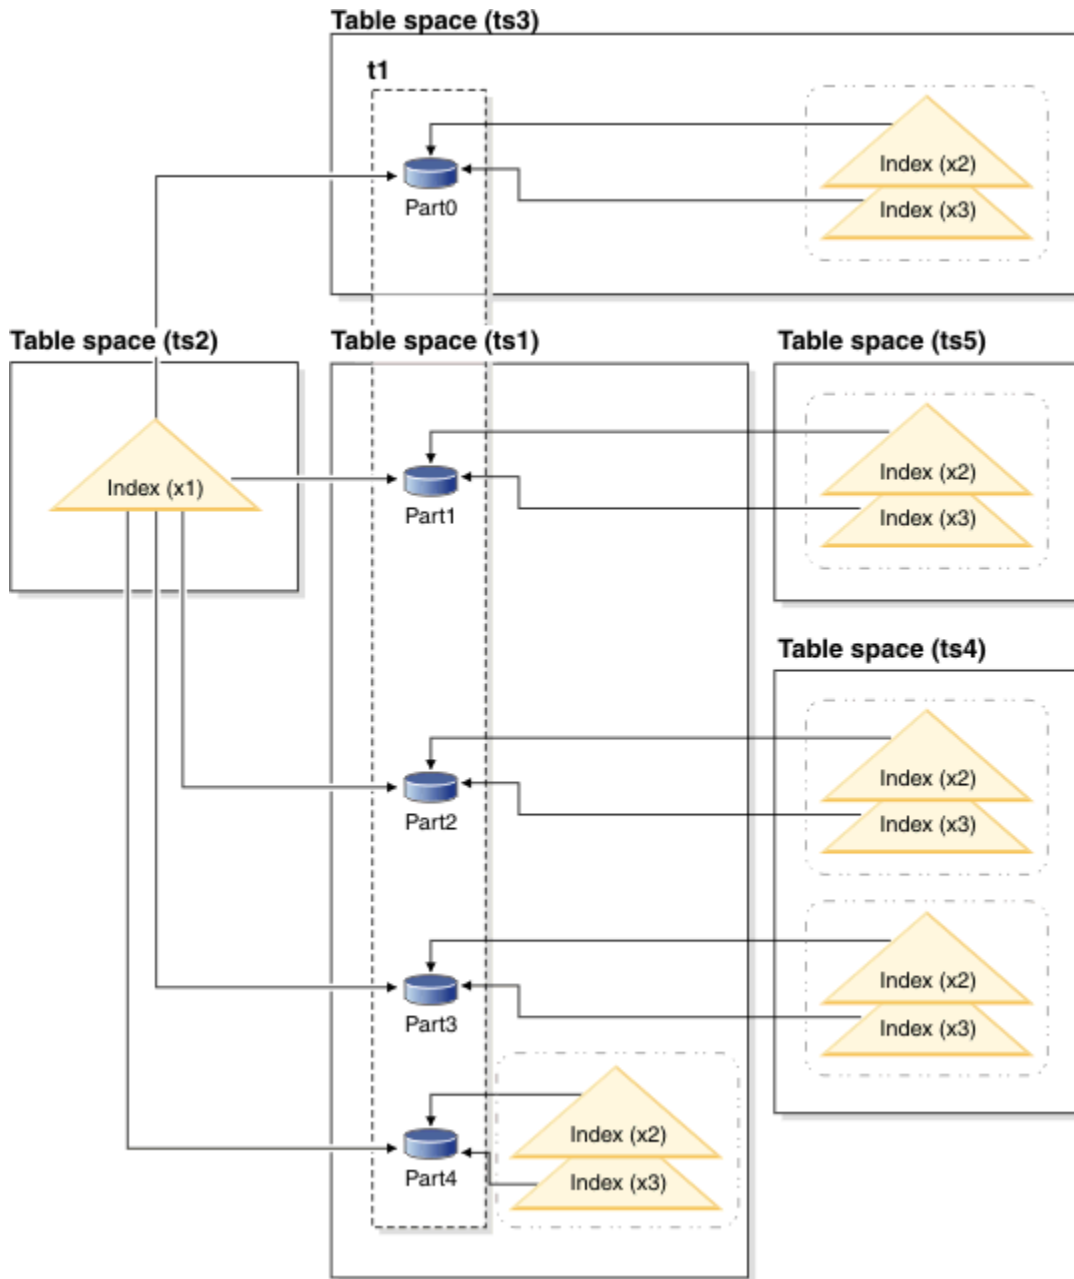 Table space (ts3)
t1
Index (x2)
Part0
Index (x3)
Table space (ts2)
Table space (ts1)
Table space (ts5)
Index (x1)
Part1
Index (x2)
Index (x3)
Table space (ts4)
Part2
Index (x2)
Index (x3)
Part3
Index (x2)
Index (x3)
Part4
Index (x2)
Index (x3)